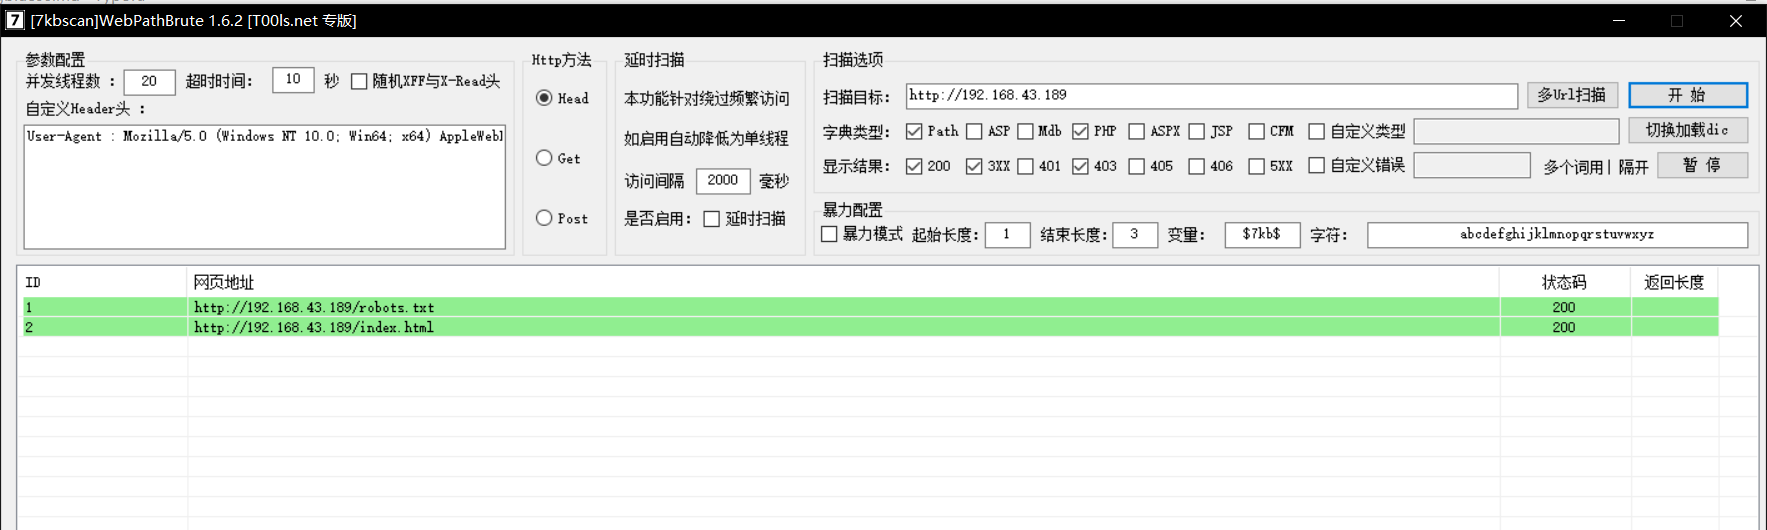 [7kbscan]WebPathBrute 1.6.2 [T00ls.net 专版]
参数配置
并发线程数 : 20 超时时间: 10 秒 随机XFF与X-Read头
自定义Header头 :
User-Agent : Mozilla/5.0 (Windows NT 10.0; Win64; x64) AppleWebl
Http方法
Head
Get
Post
延时扫描
本功能针对绕过频繁访问
如启用自动降低为单线程
访问间隔 2000 毫秒
是否启用: 延时扫描
扫描选项
扫描目标: http://192.168.43.189 多Url扫描 开 始
字典类型: Path ASP Mdb PHP ASPX JSP CFM 自定义类型 切换加载dic
显示结果: 200 3XX 401 403 405 406 5XX 自定义错误 多个词用| 隔开 暂 停
暴力配置
暴力模式 起始长度: 1 结束长度: 3 变量: $7kb$ 字符: abcdefghijklmnopqrstuvwxyz
ID 网页地址 状态码 返回长度
1 http://192.168.43.189/robots.txt 200
2 http://192.168.43.189/index.html 200